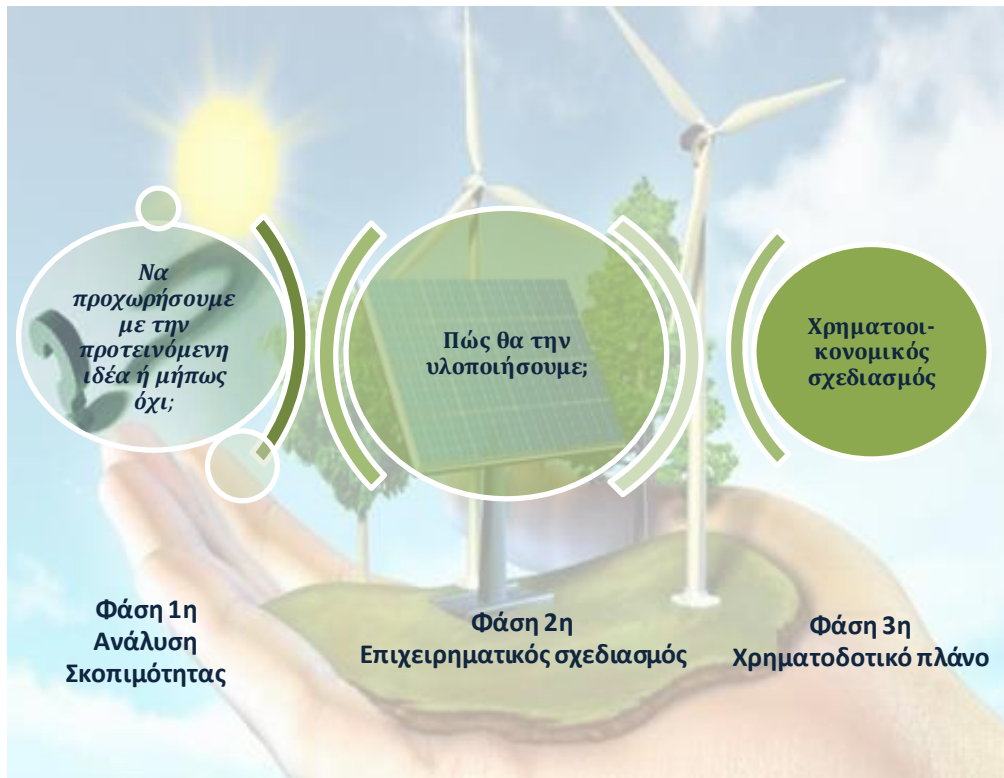 Να
προχωρήσουμε
με την
προτεινόμενη
ιδέα ή μήπως
όχι;
Πώς θα την
υλοποιήσουμε;
Χρηματοοι-
κονομικός
σχεδιασμός
Φάση 1η
Ανάλυση
Σκοπιμότητας
Φάση 2η
Επιχειρηματικός σχεδιασμός
Φάση 3η
Χρηματοδοτικό πλάνο